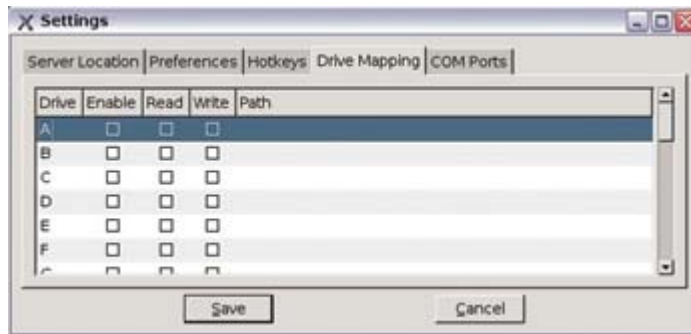 Settings
Server Location Preferences Hotkeys Drive Mapping COM Ports
Drive Enable Read Write Path
A
B
C
D
E
F
Save Cancel